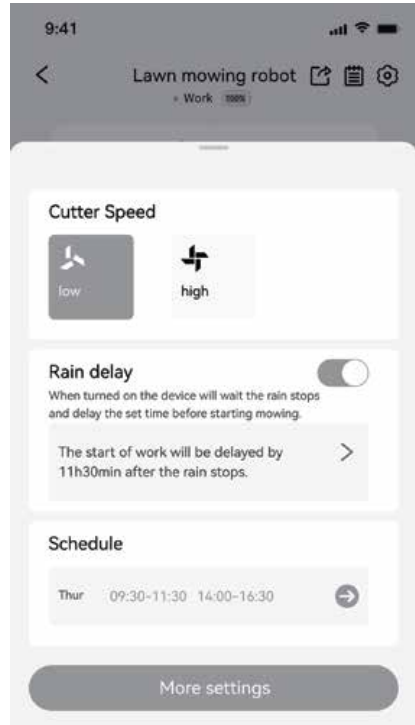 9:41
Lawn mowing robot
Work 100%
Cutter Speed
low
high
Rain delay
When turned on the device will wait the rain stops
and delay the set time before starting mowing.
The start of work will be delayed by
11h30min after the rain stops.
Schedule
Thur 09:30-11:30 14:00-16:30
More settings